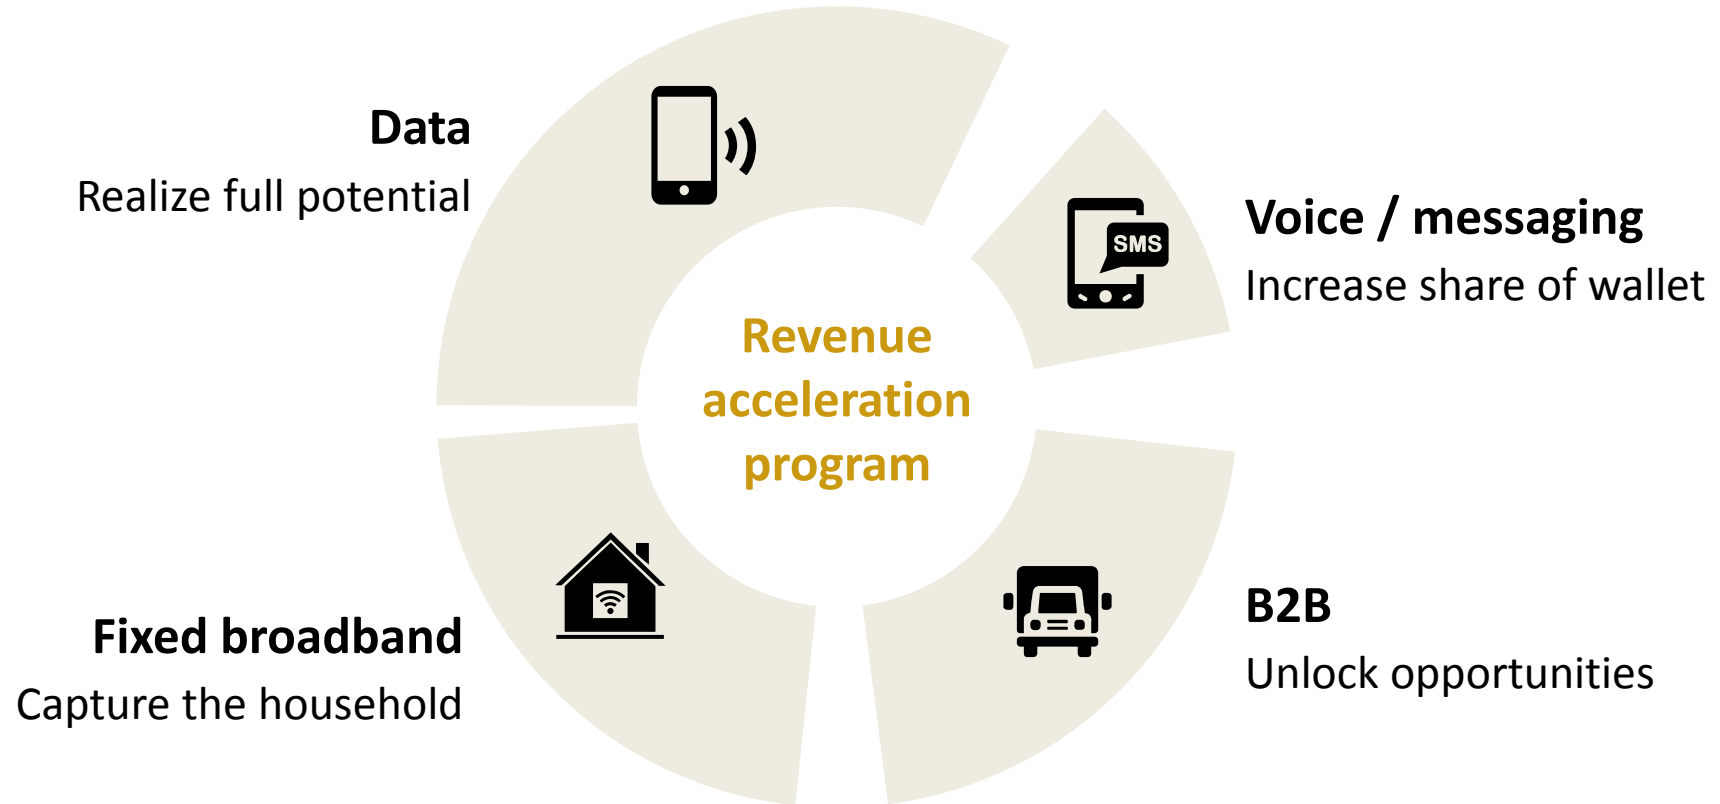 Data
Realize full potential
SMS
Voice / messaging
Increase share of wallet
Revenue
acceleration
program
Fixed broadband
Capture the household
B2B
Unlock opportunities